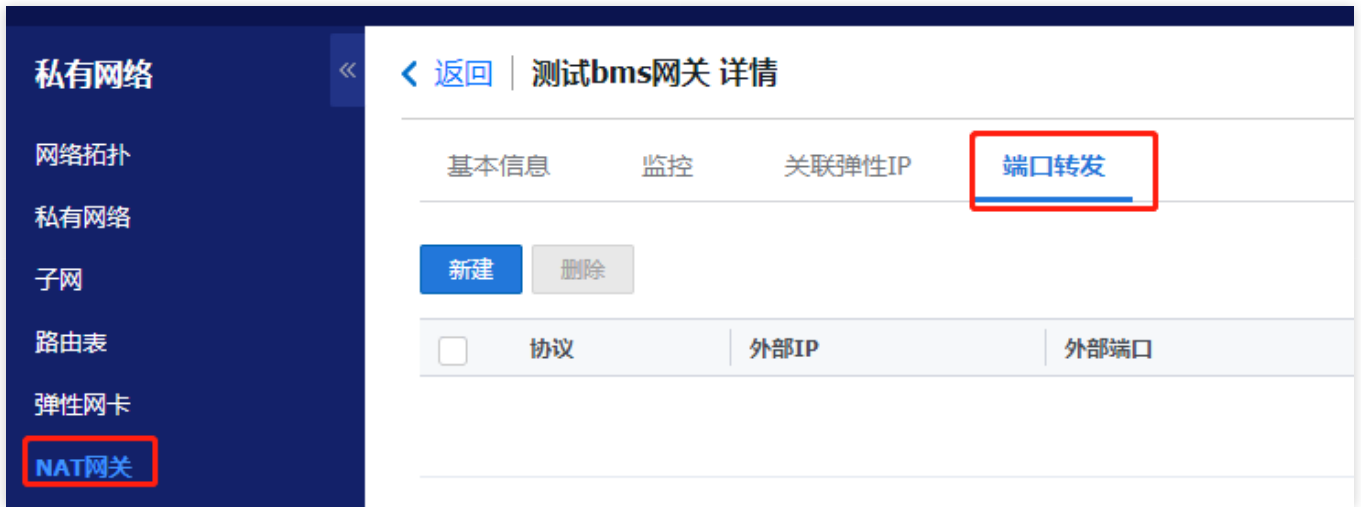 私有网络
«
返回 | 测试bms网关 详情
网络拓扑
私有网络
子网
路由表
弹性网卡
NAT网关
基本信息 监控 关联弹性IP 端口转发
新建 删除
协议 外部IP 外部端口